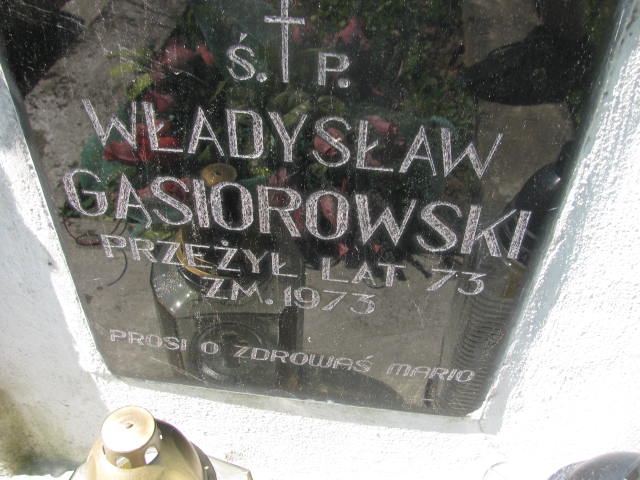 Ś. P.
WŁADYSŁAW
GĄSIOROWSKI
PRZEŻYŁ LAT 73
ZM. 1973
PROSI O ZDROWAŚ MARIO